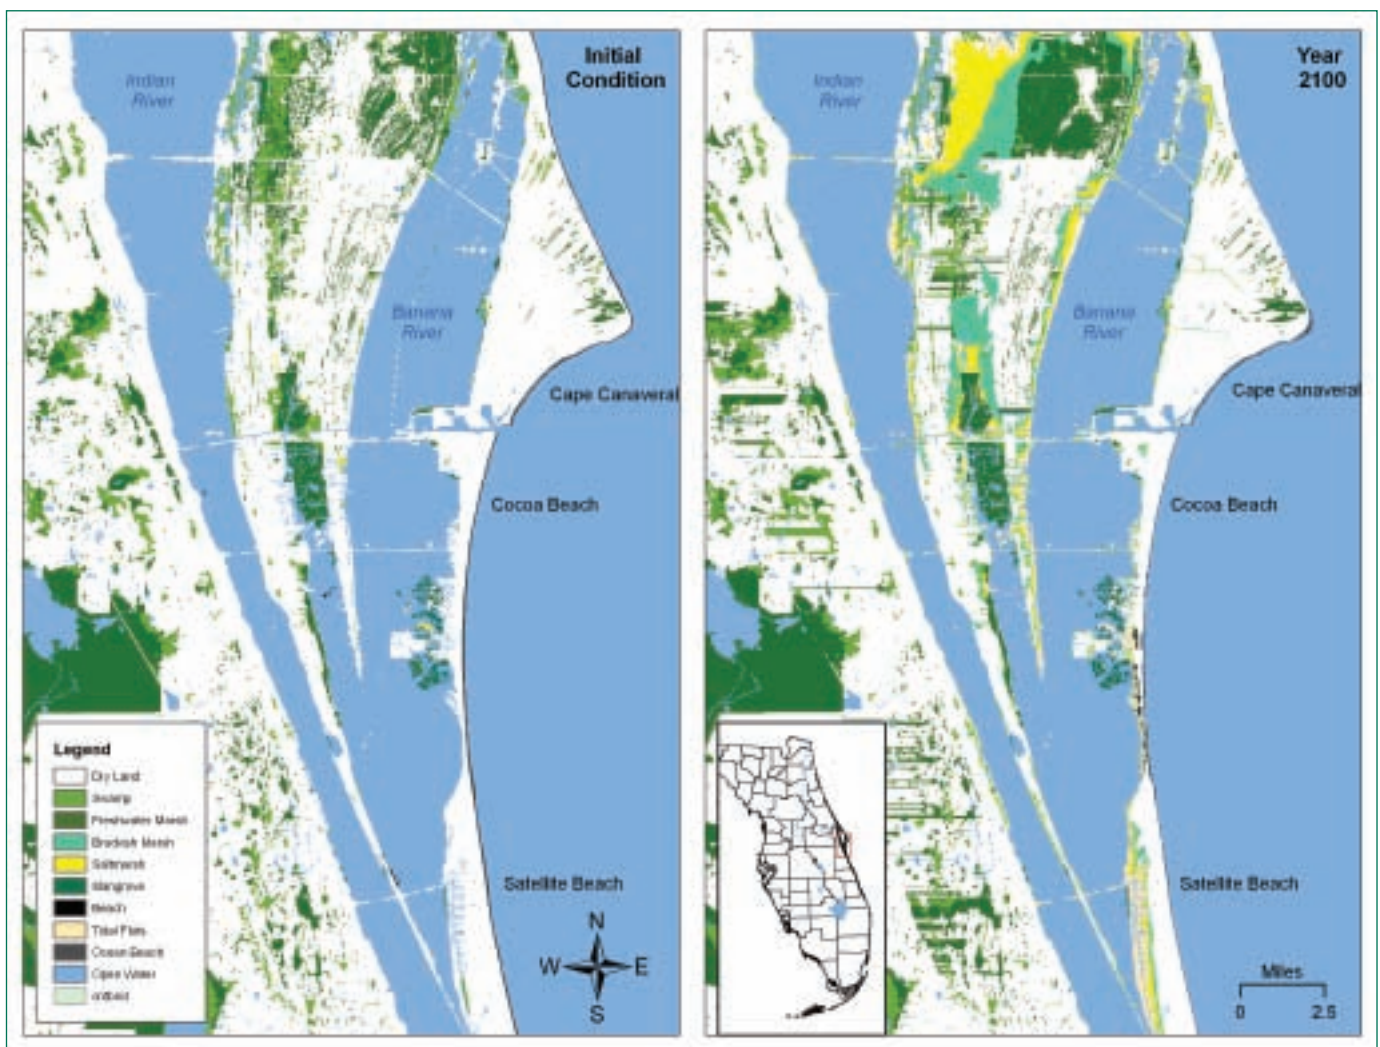 Initial
Condition
Indian
River
Banana
River
Cape Canaveral
Cocoa Beach
Satellite Beach
N
W E
S
Legend
Dry Land
Swamp
Freshwater Marsh
Brackish Marsh
Saltmarsh
Mangrove
Beach
Tidal Flats
Ocean Beach
Open Water
Year
2100
Indian
River
Banana
River
Cape Canaveral
Cocoa Beach
Satellite Beach
Miles
0 2.5